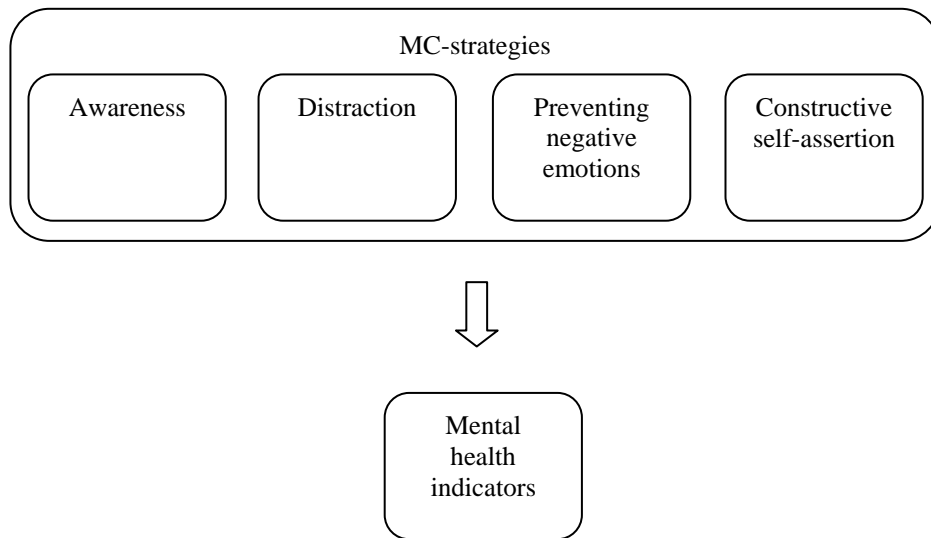 MC-strategies
Awareness
Distraction
Preventing
negative
emotions
Constructive
self-assertion
Mental
health
indicators